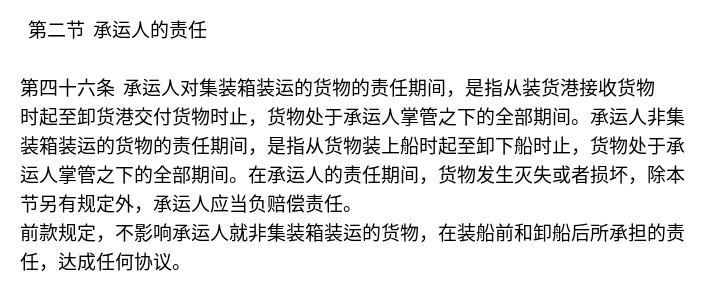 第二节 承运人的责任
第四十六条 承运人对集装箱装运的货物的责任期间，是指从装货港接收货物
时起至卸货港交付货物时止，货物处于承运人掌管之下的全部期间。承运人非集
装箱装运的货物的责任期间，是指从货物装上船时起至卸下船时止，货物处于承
运人掌管之下的全部期间。在承运人的责任期间，货物发生灭失或者损坏，除本
节另有规定外，承运人应当负赔偿责任。
前款规定，不影响承运人就非集装箱装运的货物，在装船前和卸船后所承担的责
任，达成任何协议。